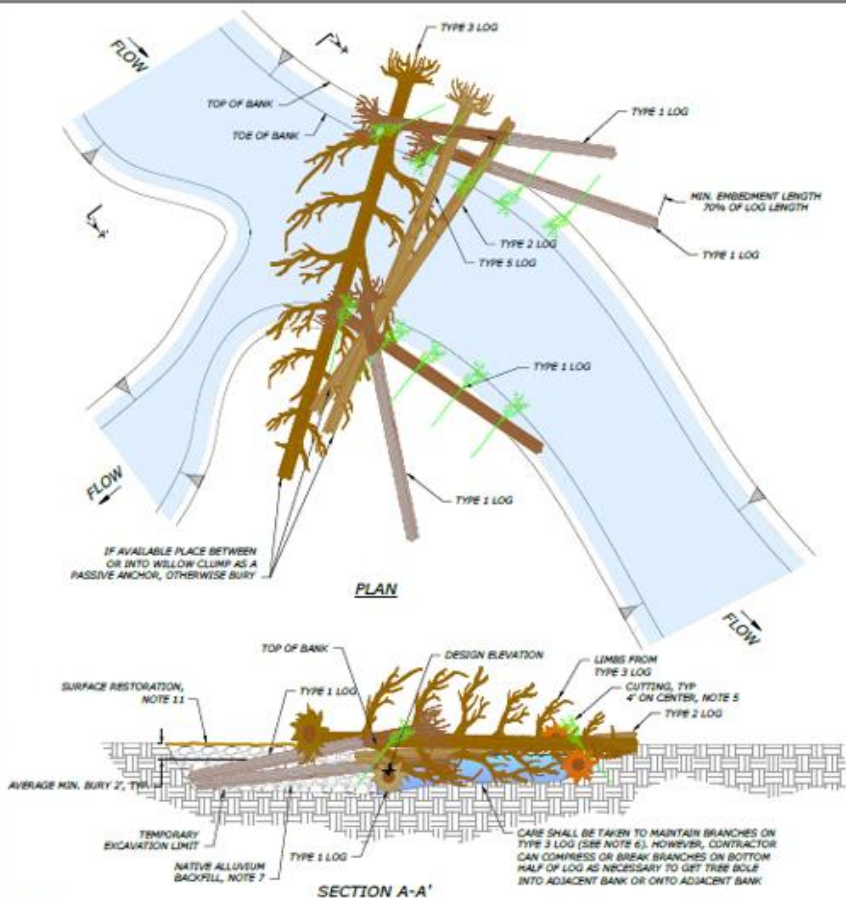 TYPE 3 LOG
FLOW
TOP OF BANK
TOE OF BANK
TYPE 1 LOG
MIN. EMBEDMENT LENGTH
70% OF LOG LENGTH
TYPE 1 LOG
TYPE 2 LOG
TYPE 5 LOG
TYPE 1 LOG
FLOW
TYPE 1 LOG
IF AVAILABLE PLACE BETWEEN
OR INTO WILLOW CLUMP AS A
PASSIVE ANCHOR, OTHERWISE BURY
PLAN
FLOW
TOP OF BANK
DESIGN ELEVATION
LIMBS FROM
TYPE 3 LOG
SURFACE RESTORATION,
NOTE 11
TYPE 1 LOG
CUTTING, TYP
4' ON CENTER, NOTE 5
TYPE 2 LOG
AVERAGE MIN. BURY 2', TYP.
TEMPORARY
EXCAVATION LIMIT
TYPE 1 LOG
NATIVE ALLUVIUM
BACKFILL, NOTE 7
CARE SHALL BE TAKEN TO MAINTAIN BRANCHES ON
TYPE 3 LOG (SEE NOTE 6). HOWEVER, CONTRACTOR
CAN COMPRESS OR BREAK BRANCHES ON BOTTOM
HALF OF LOG AS NECESSARY TO GET TREE BOLE
INTO ADJACENT BANK OR ONTO ADJACENT BANK
SECTION A-A'